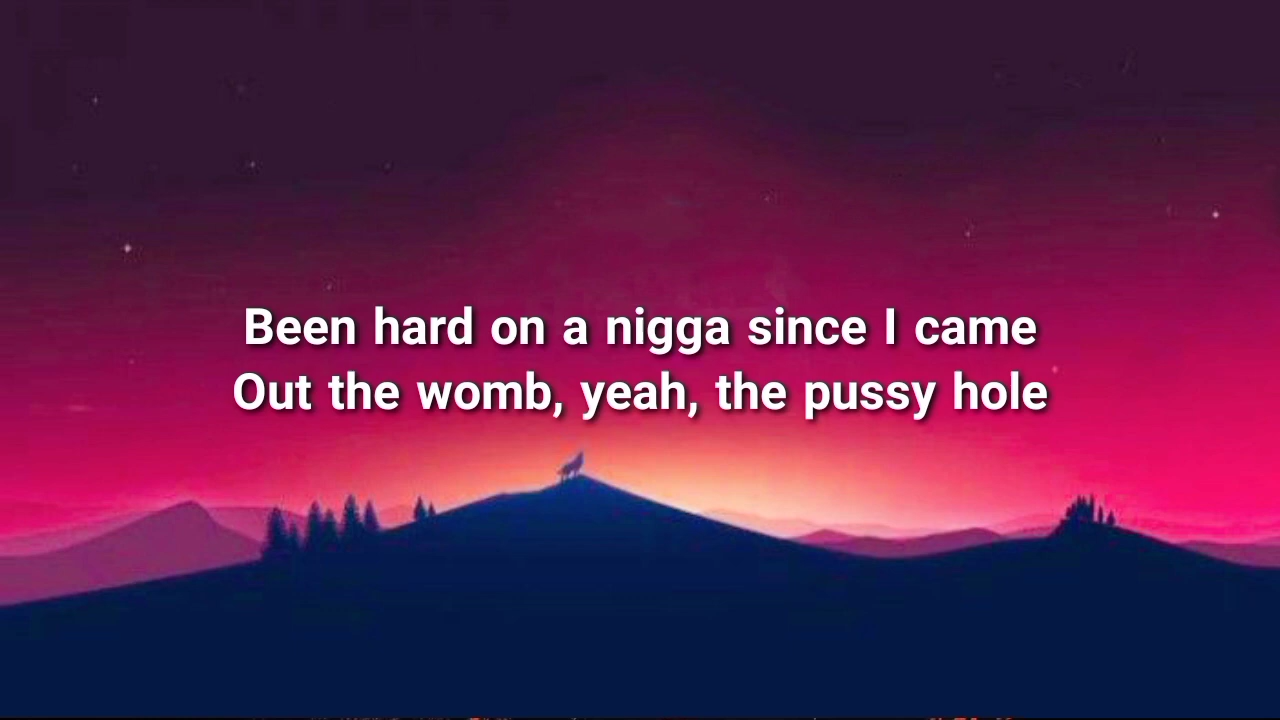 Been hard on a nigga since I came
Out the womb, yeah, the pussy hole